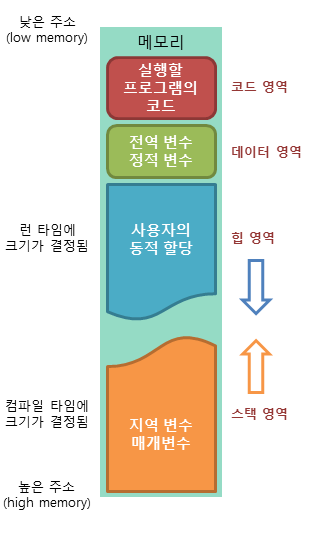 낮은 주소
(low memory)
메모리
실행할
프로그램의
코드
코드 영역
전역 변수
정적 변수
데이터 영역
런 타임에
크기가 결정됨
사용자의
동적 할당
힙 영역
컴파일 타임에
크기가 결정됨
지역 변수
매개변수
스택 영역
높은 주소
(high memory)